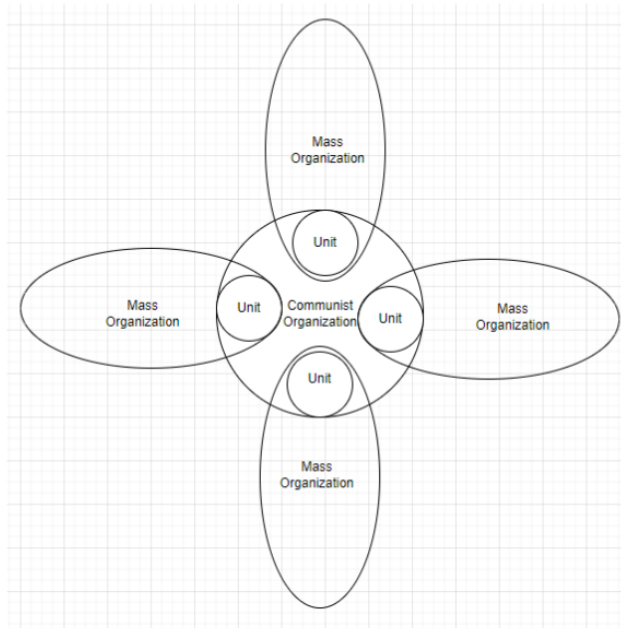 Mass
Organization
Unit
Mass
Organization
Unit
Communist
Organization
Unit
Mass
Organization
Unit
Mass
Organization